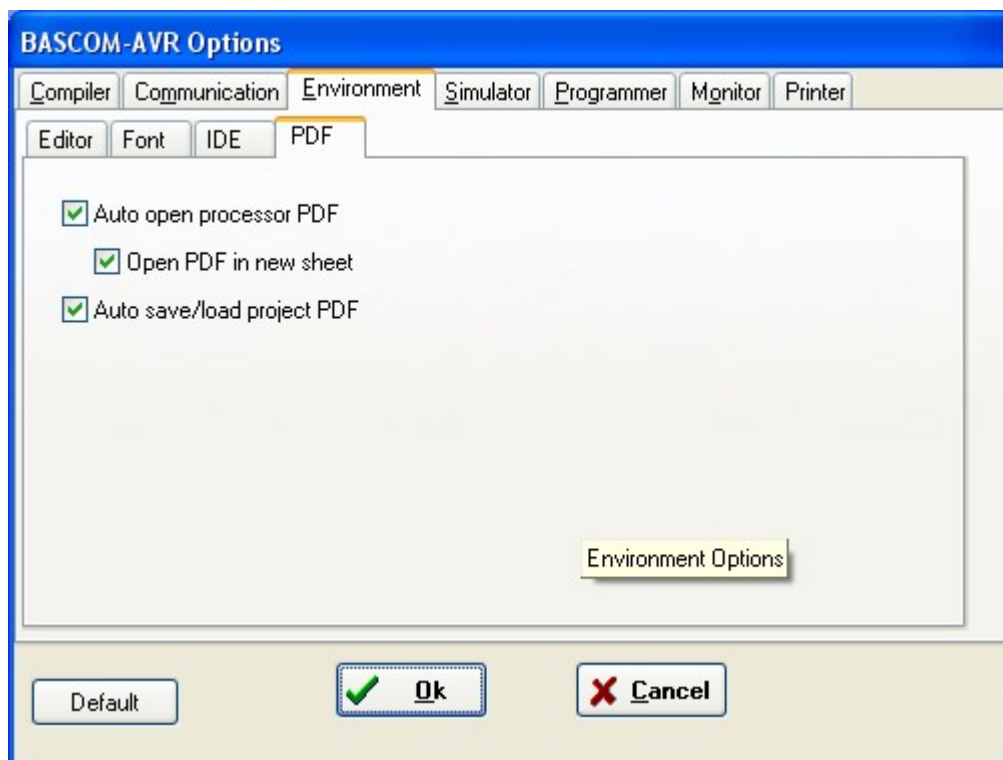 BASCOM-AVR Options
Compiler Communication Environment Simulator Programmer Monitor Printer
Editor Font IDE PDF
Auto open processor PDF
Open PDF in new sheet
Auto save/load project PDF
Environment Options
Default Ok Cancel